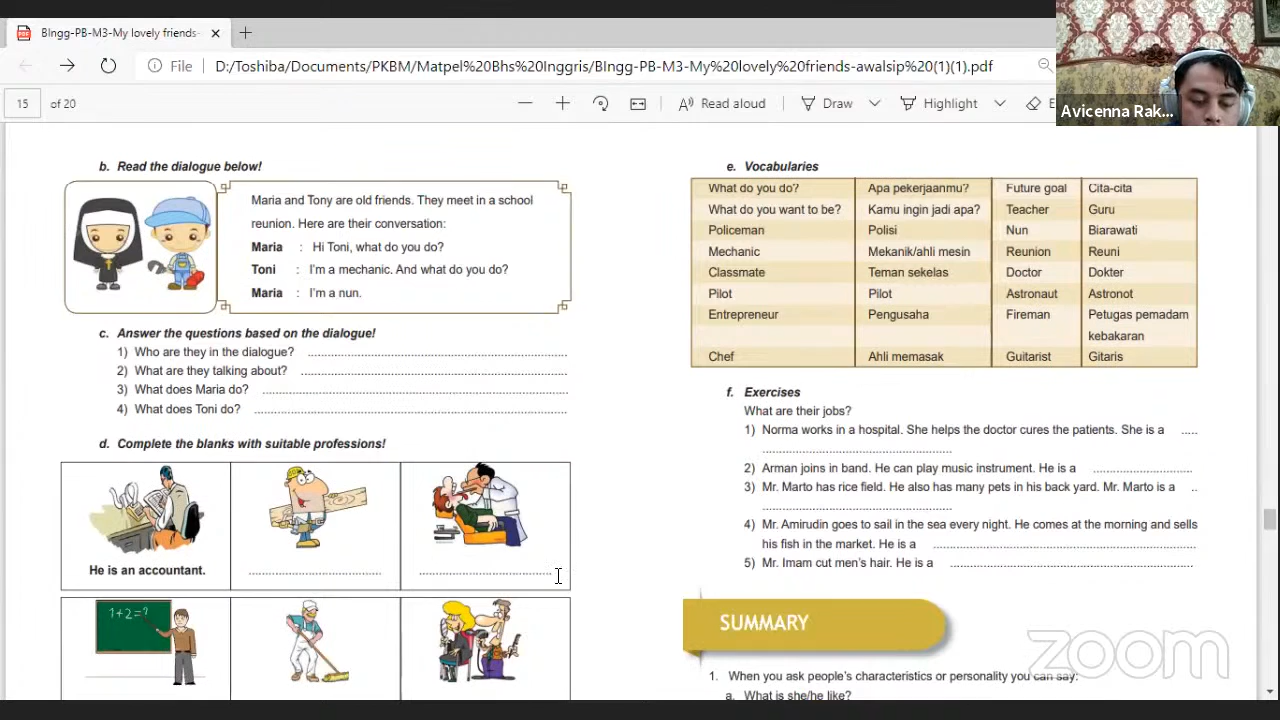 BIngg-PB-M3-My lovely friends-
File D:/Toshiba/Documents/PKBM/Matpel%20Bhs%20Inggris/BIngg-PB-M3-My%20lovely%20friends-awalsip%20(1)(1).pdf
Avicenna Rak...
15 of 20
Read aloud Draw Highlight
b. Read the dialogue below!
Maria and Tony are old friends. They meet in a school
reunion. Here are their conversation:
Maria : Hi Toni, what do you do?
Toni : I'm a mechanic. And what do you do?
Maria : I'm a nun.
c. Answer the questions based on the dialogue!
1) Who are they in the dialogue? ....................
2) What are they talking about? ....................
3) What does Maria do? ....................
4) What does Toni do? ....................
d. Complete the blanks with suitable professions!
He is an accountant. .................... ....................
1+2=?
e. Vocabularies
What do you do? Apa pekerjaanmu? Future goal Cita-cita
What do you want to be? Kamu ingin jadi apa? Teacher Guru
Policeman Polisi Nun Biarawati
Mechanic Mekanik/ahli mesin Reunion Reuni
Classmate Teman sekelas Doctor Dokter
Pilot Pilot Astronaut Astronot
Entrepreneur Pengusaha Fireman Petugas pemadam
kebakaran
Chef Ahli memasak Guitarist Gitaris
f. Exercises
What are their jobs?
1) Norma works in a hospital. She helps the doctor cures the patients. She is a .....
....................
2) Arman joins in band. He can play music instrument. He is a ....................
3) Mr. Marto has rice field. He also has many pets in his back yard. Mr. Marto is a ..
....................
4) Mr. Amirudin goes to sail in the sea every night. He comes at the morning and sells
his fish in the market. He is a ....................
5) Mr. Imam cut men's hair. He is a ....................
SUMMARY
zoom
1. When you ask people's characteristics or personality you can say:
a. What is she/he like?